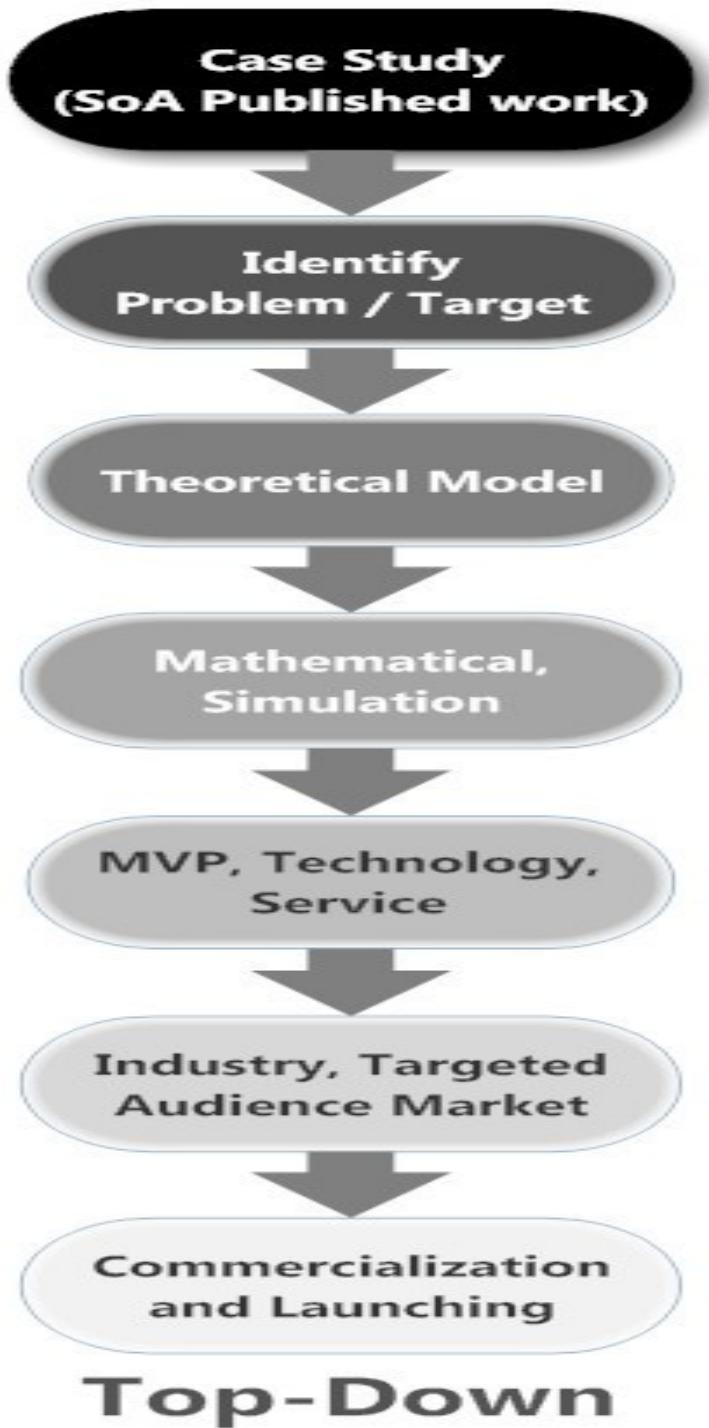 Case Study
(SoA Published work)
Identify
Problem / Target
Theoretical Model
Mathematical,
Simulation
MVP, Technology,
Service
Industry, Targeted
Audience Market
Commercialization
and Launching
Top-Down